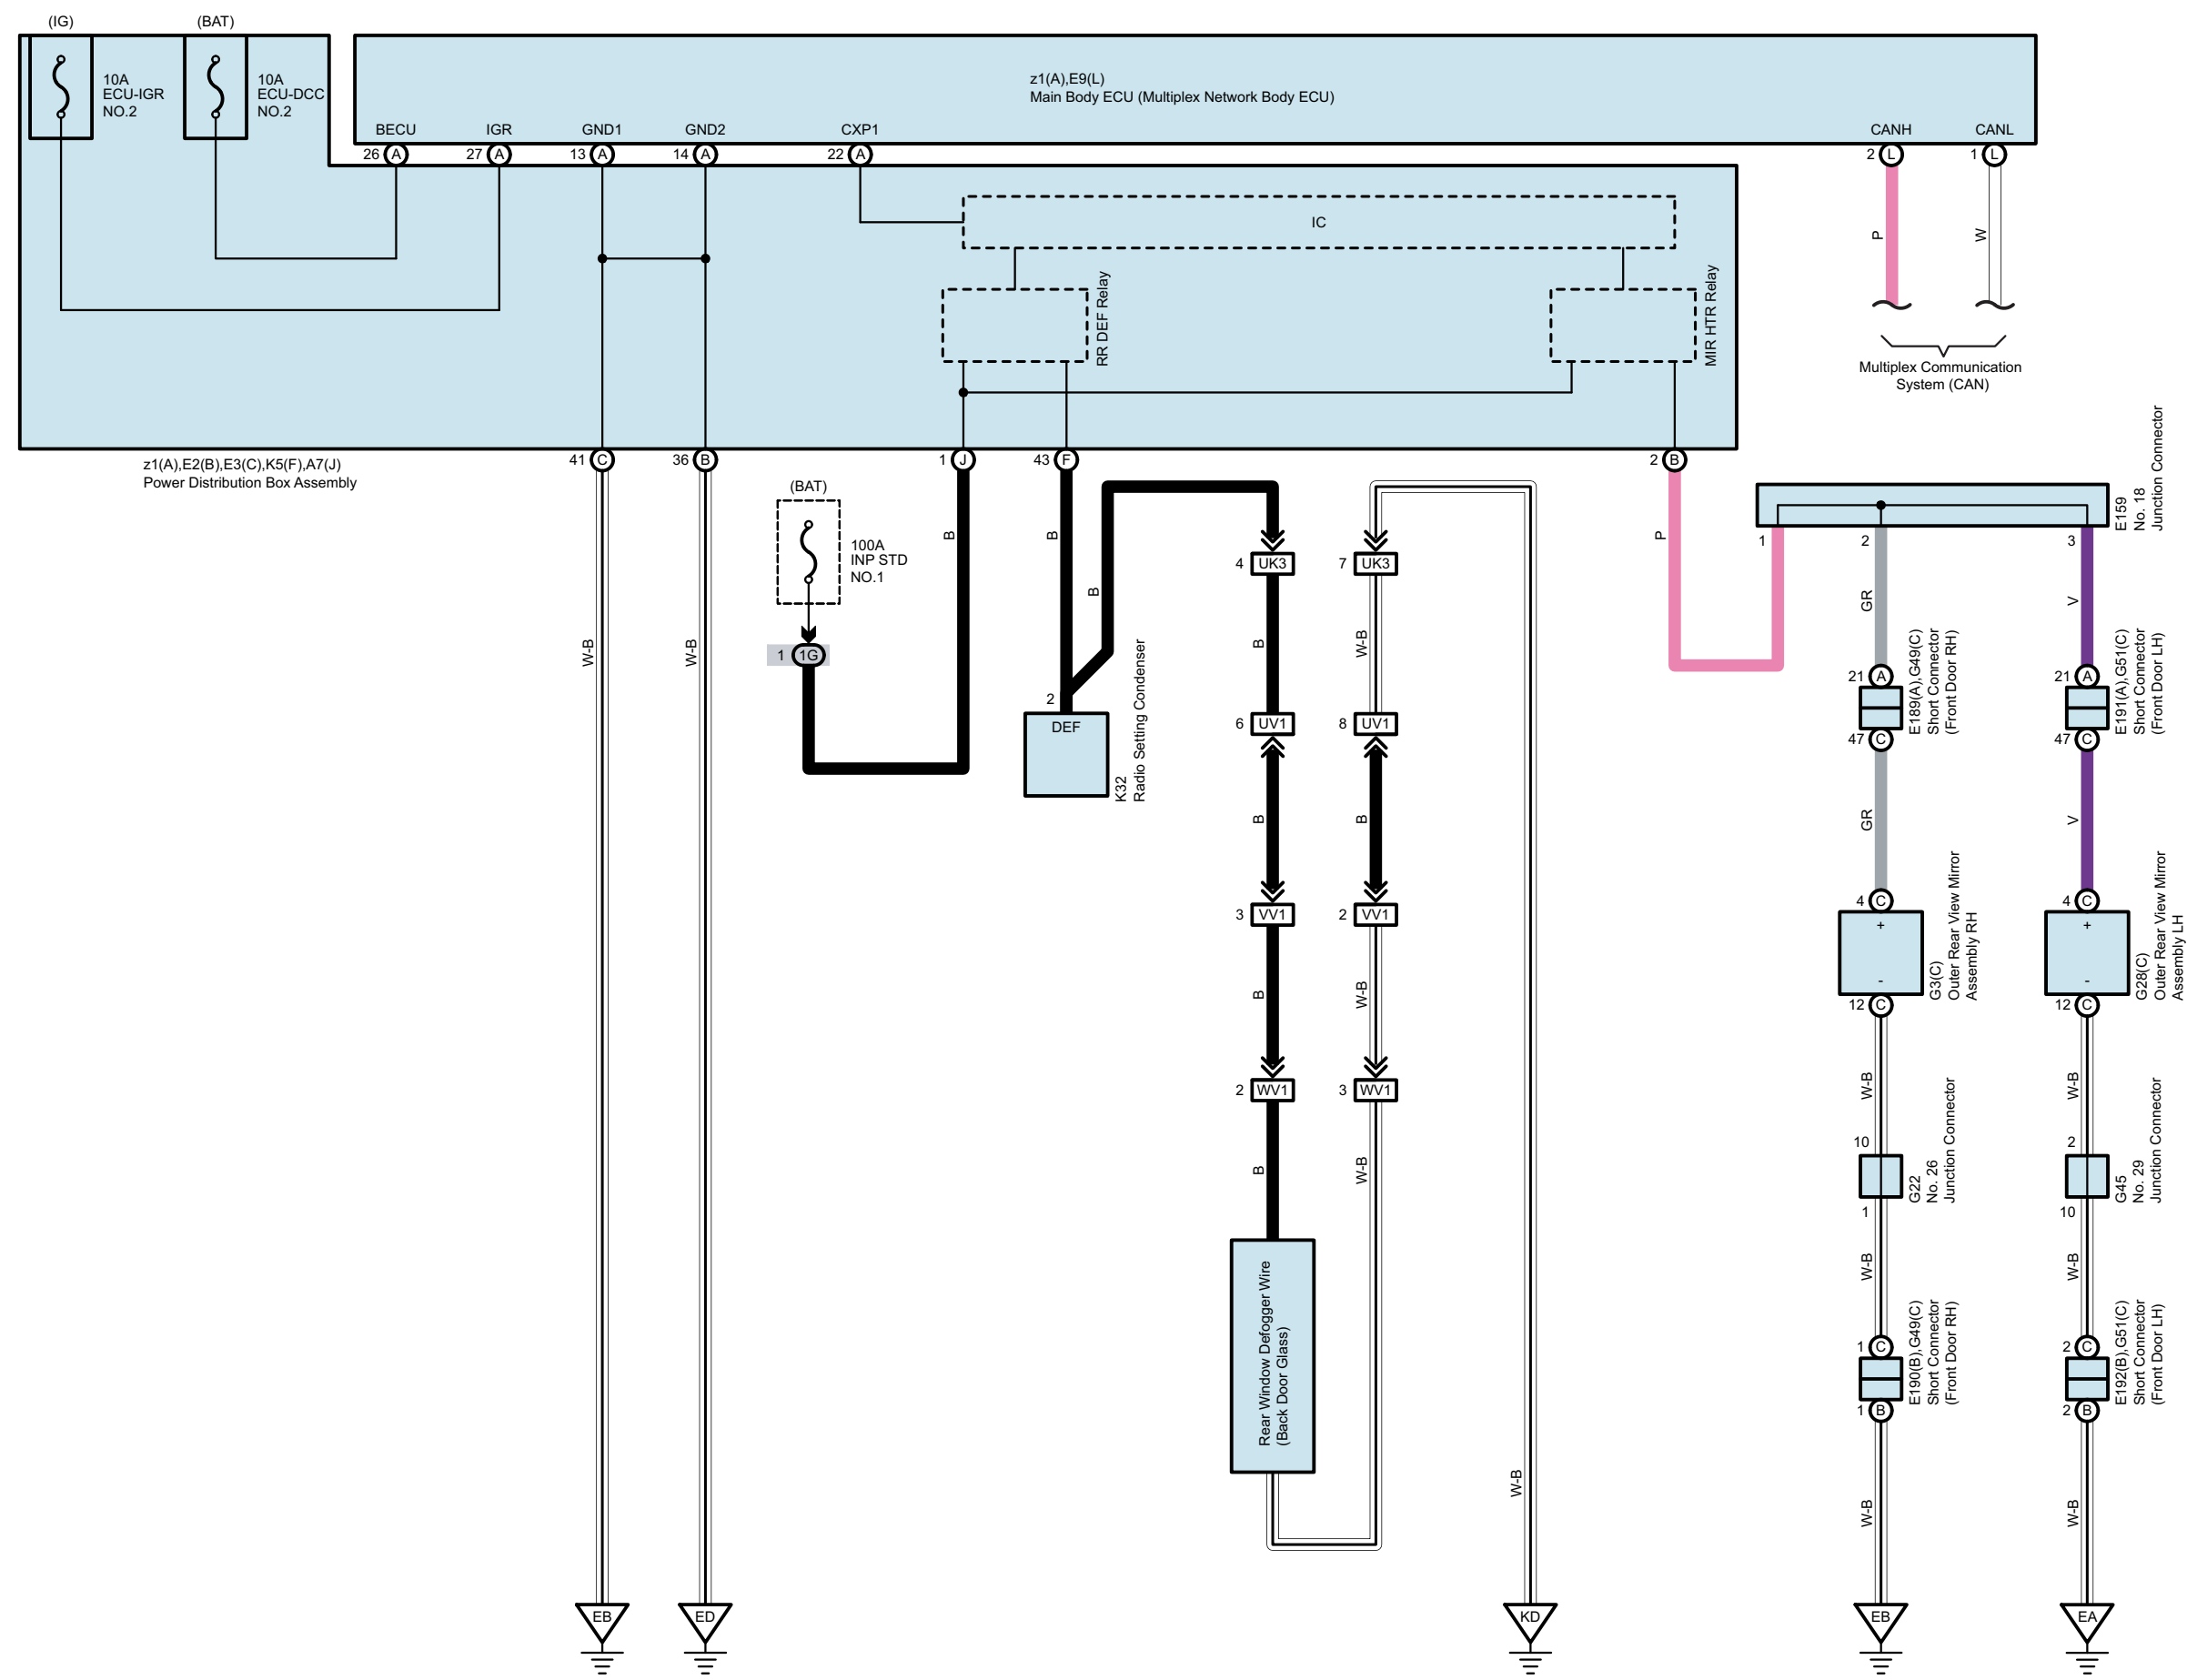 (IG)
(BAT)
10A
ECU-IGR
NO.2
10A
ECU-DCC
NO.2
z1(A),E9(L)
Main Body ECU (Multiplex Network Body ECU)
BECU
IGR
GND1
GND2
CXP1
CANH
CANL
26 A
27 A
13 A
14 A
22 A
2 L
1 L
IC
P
W
RR DEF Relay
MIR HTR Relay
Multiplex Communication
System (CAN)
z1(A),E2(B),E3(C),K5(F),A7(J)
Power Distribution Box Assembly
41 C
36 B
1 J
43 F
2 B
(BAT)
100A
INP STD
NO.1
1 1G
B
B
B
P
E159
No. 18
Junction Connector
1
2
3
4 UK3
7 UK3
GR
V
W-B
W-B
B
W-B
2
DEF
K32
Radio Setting Condenser
6 UV1
8 UV1
21 A
47 C
E189(A),G49(C)
Short Connector
(Front Door RH)
21 A
47 C
E191(A),G51(C)
Short Connector
(Front Door LH)
B
B
GR
V
3 VV1
2 VV1
4 C
+
-
12 C
G3(C)
Outer Rear View Mirror
Assembly RH
4 C
+
-
12 C
G28(C)
Outer Rear View Mirror
Assembly LH
B
W-B
2 WV1
3 WV1
W-B
W-B
B
W-B
10
1
G22
No. 26
Junction Connector
2
10
G45
No. 29
Junction Connector
W-B
W-B
Rear Window Defogger Wire
(Back Door Glass)
1 C
1 B
E190(B),G49(C)
Short Connector
(Front Door RH)
2 C
2 B
E192(B),G51(C)
Short Connector
(Front Door LH)
W-B
W-B
W-B
EB
ED
KD
EB
EA